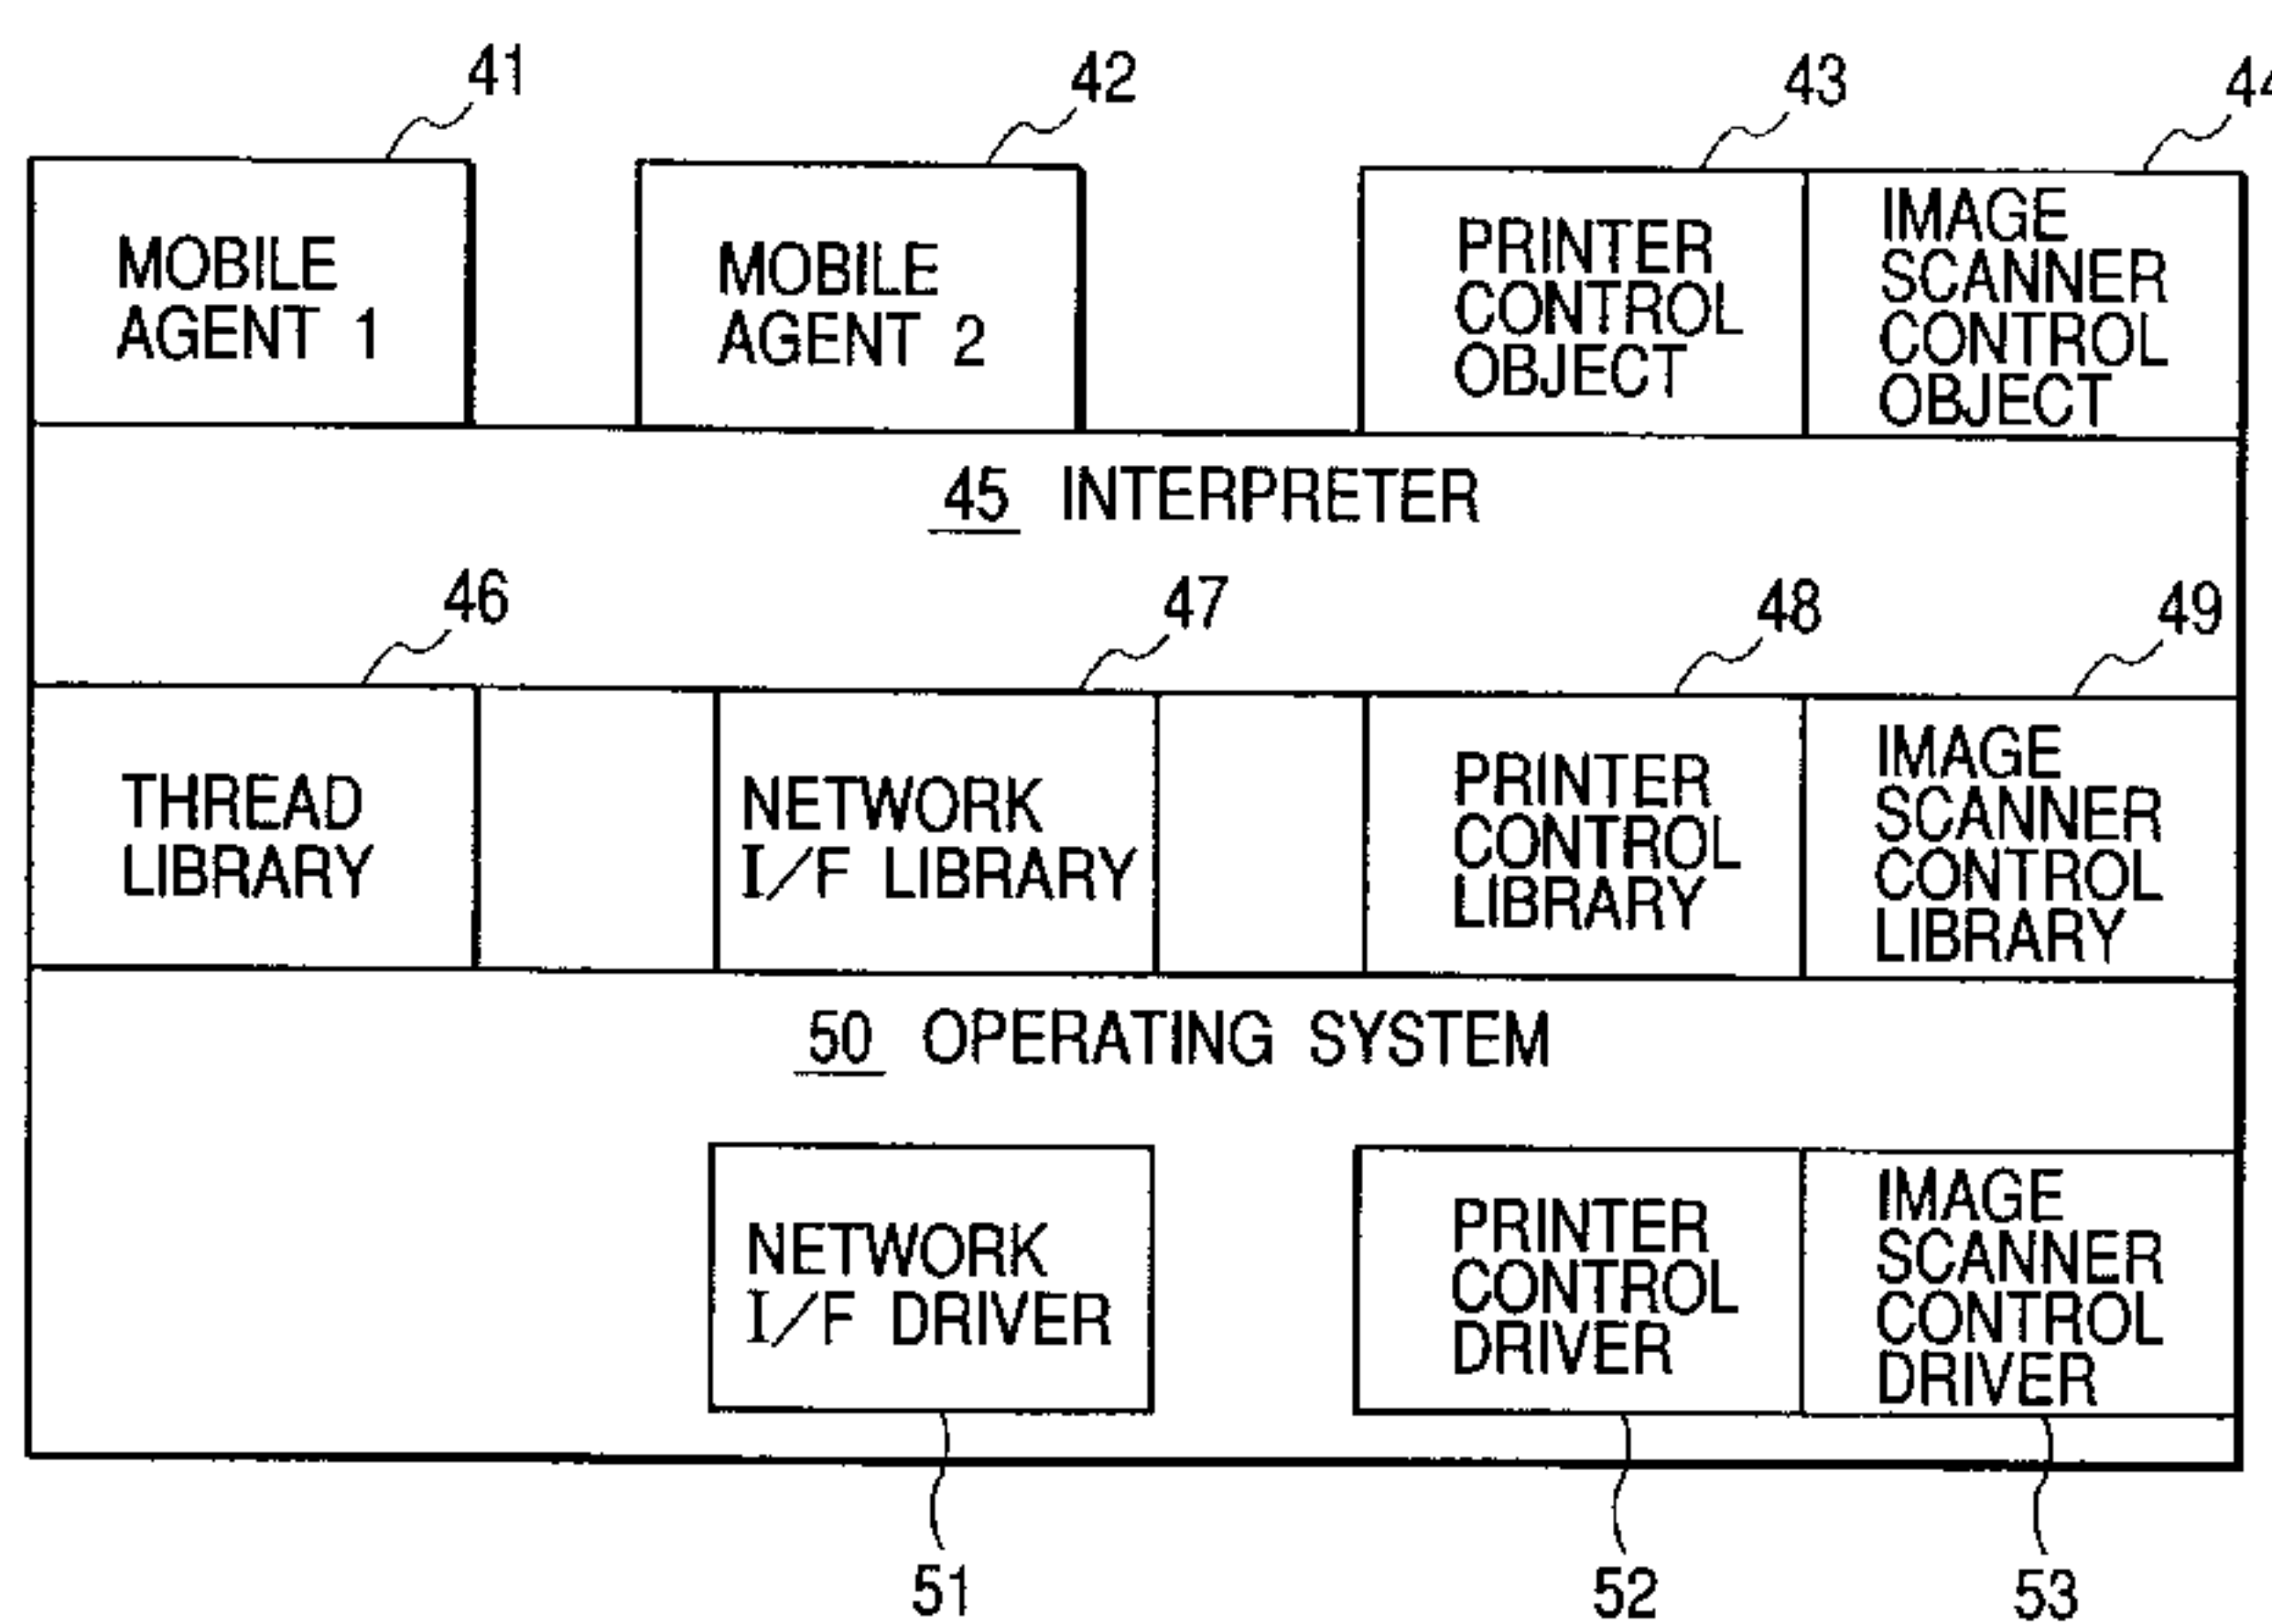 41
42
43
44
MOBILE
AGENT 1
MOBILE
AGENT 2
PRINTER
CONTROL
OBJECT
IMAGE
SCANNER
CONTROL
OBJECT
45 INTERPRETER
46
47
48
49
THREAD
LIBRARY
NETWORK
I/F LIBRARY
PRINTER
CONTROL
LIBRARY
IMAGE
SCANNER
CONTROL
LIBRARY
50 OPERATING SYSTEM
NETWORK
I/F DRIVER
PRINTER
CONTROL
DRIVER
IMAGE
SCANNER
CONTROL
DRIVER
51
52
53